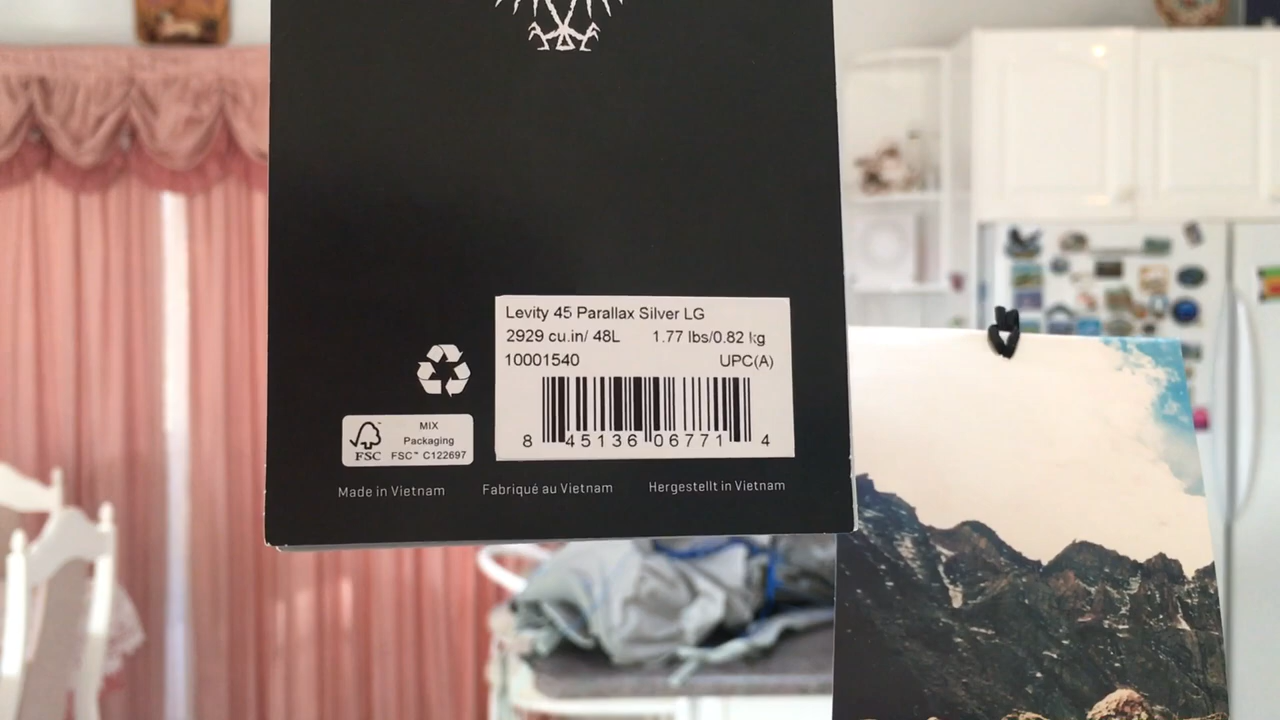 Levity 45 Parallax Silver LG
2929 cu.in/ 48L 1.77 lbs/0.82 kg
10001540 UPC(A)
8 45136 06771 4
MIX
Packaging
FSC™ C122697
FSC
Made in Vietnam Fabriqué au Vietnam Hergestellt in Vietnam